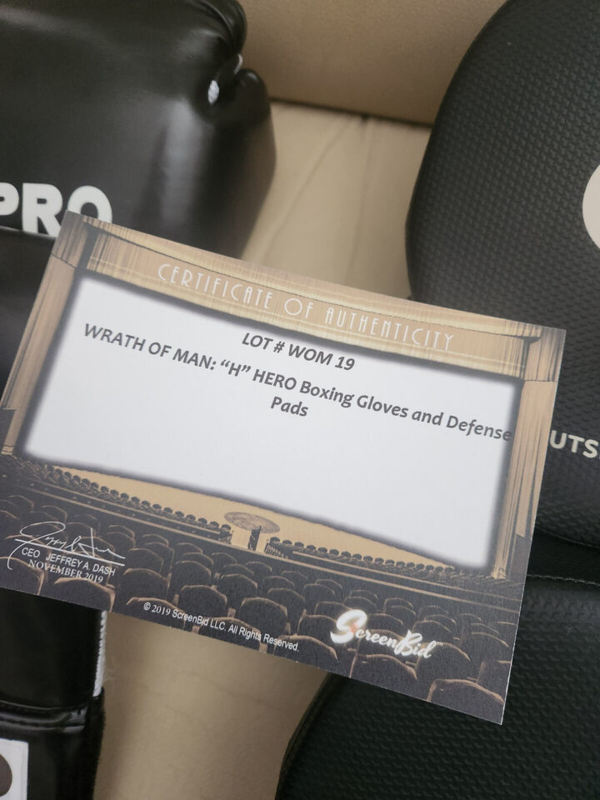 PRO
CERTIFICATE OF AUTHENTICITY
LOT # WOM 19
WRATH OF MAN: “H” HERO Boxing Gloves and Defense
Pads
UTS
CEO JEFFREY A. DASH
NOVEMBER 2019
© 2019 ScreenBid LLC. All Rights Reserved.
ScreenBid